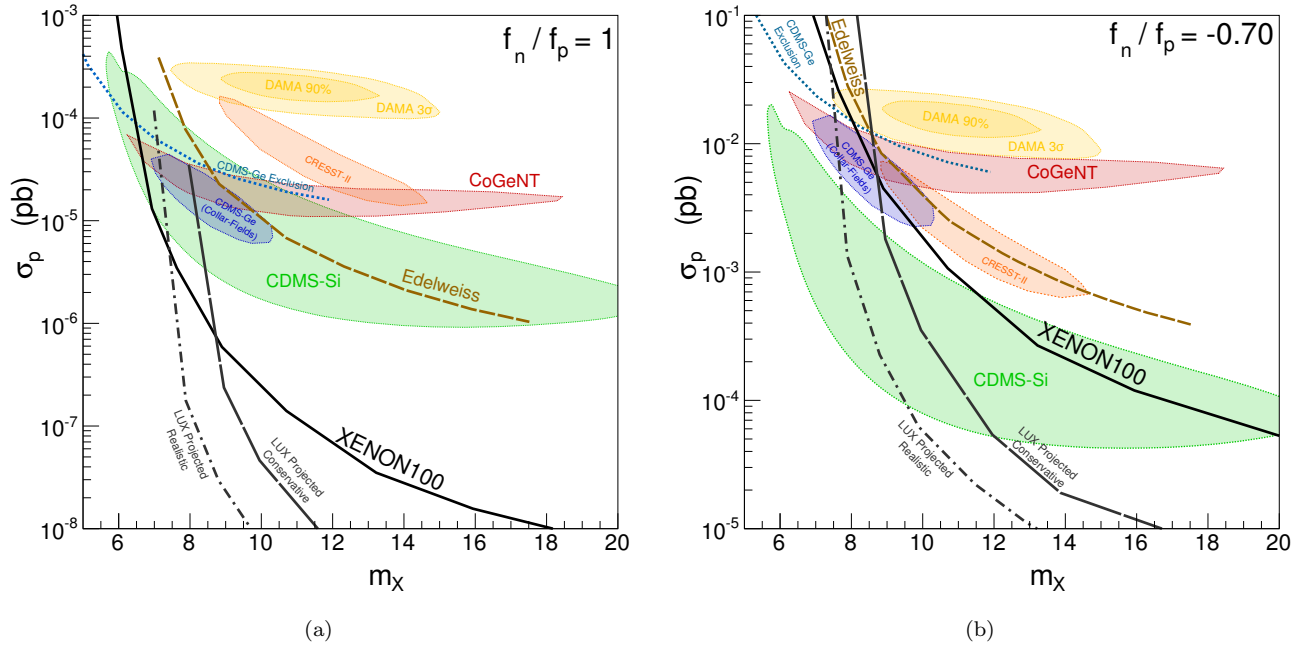 10⁻³
10⁻⁴
10⁻⁵
10⁻⁶
10⁻⁷
10⁻⁸
σₚ (pb)
f_n / f_p = 1
DAMA 90%
DAMA 3σ
CRESST-II
CDMS-Ge Exclusion
CoGeNT
CDMS-Ge
(Collar-Fields)
CDMS-Si
Edelweiss
XENON100
LUX Projected
Realistic
LUX Projected
Conservative
6 8 10 12 14 16 18 20
m_X
(a)
10⁻¹
10⁻²
10⁻³
10⁻⁴
10⁻⁵
σₚ (pb)
f_n / f_p = -0.70
CDMS-Ge
Exclusion
Edelweiss
DAMA 90%
DAMA 3σ
CoGeNT
CDMS-Ge
(Collar-Fields)
CRESST-II
XENON100
CDMS-Si
LUX Projected
Realistic
LUX Projected
Conservative
6 8 10 12 14 16 18 20
m_X
(b)